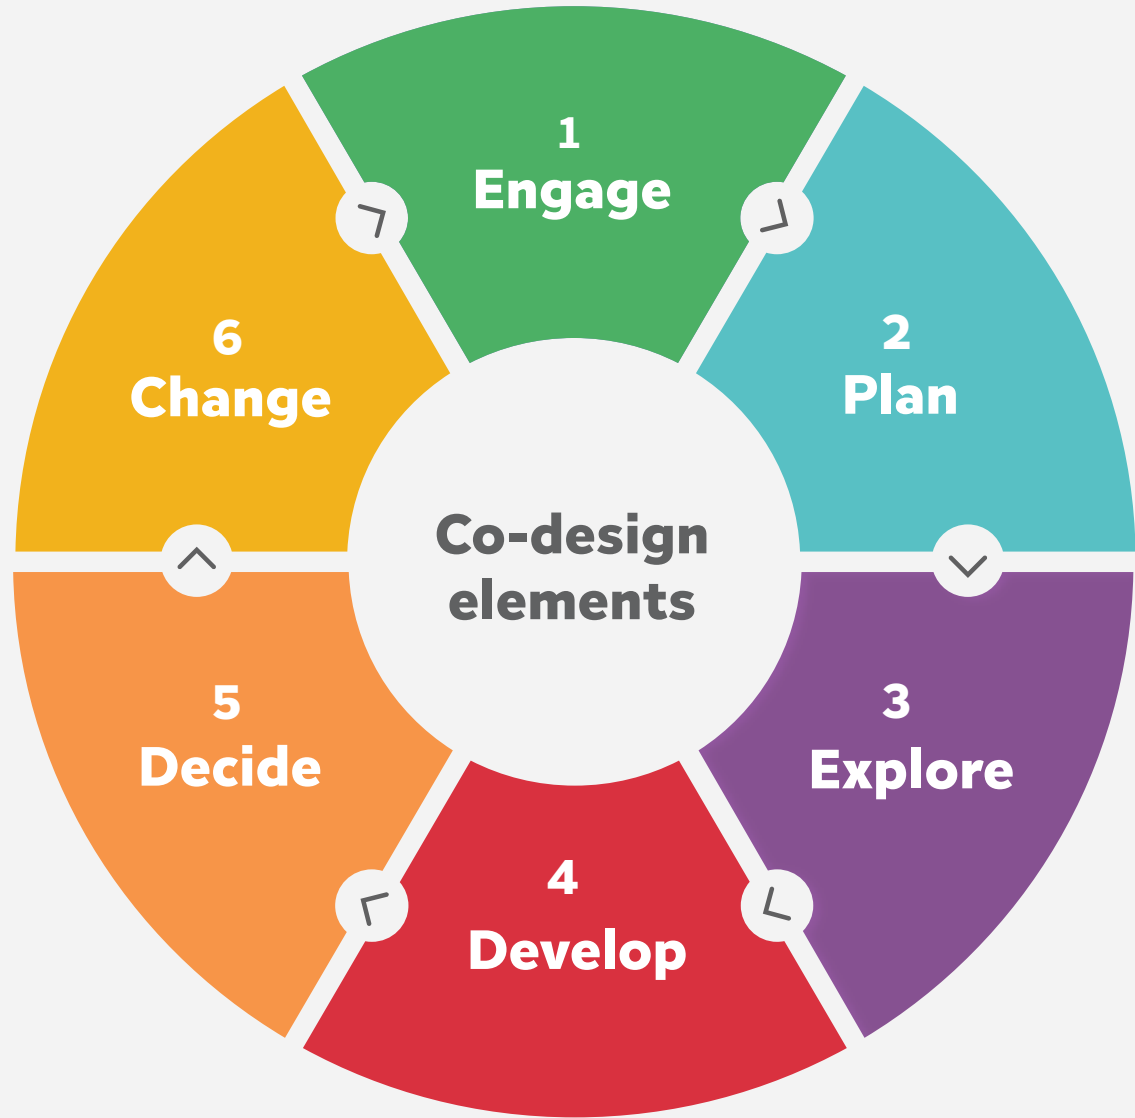 1
Engage
2
Plan
3
Explore
4
Develop
5
Decide
6
Change
Co-design
elements